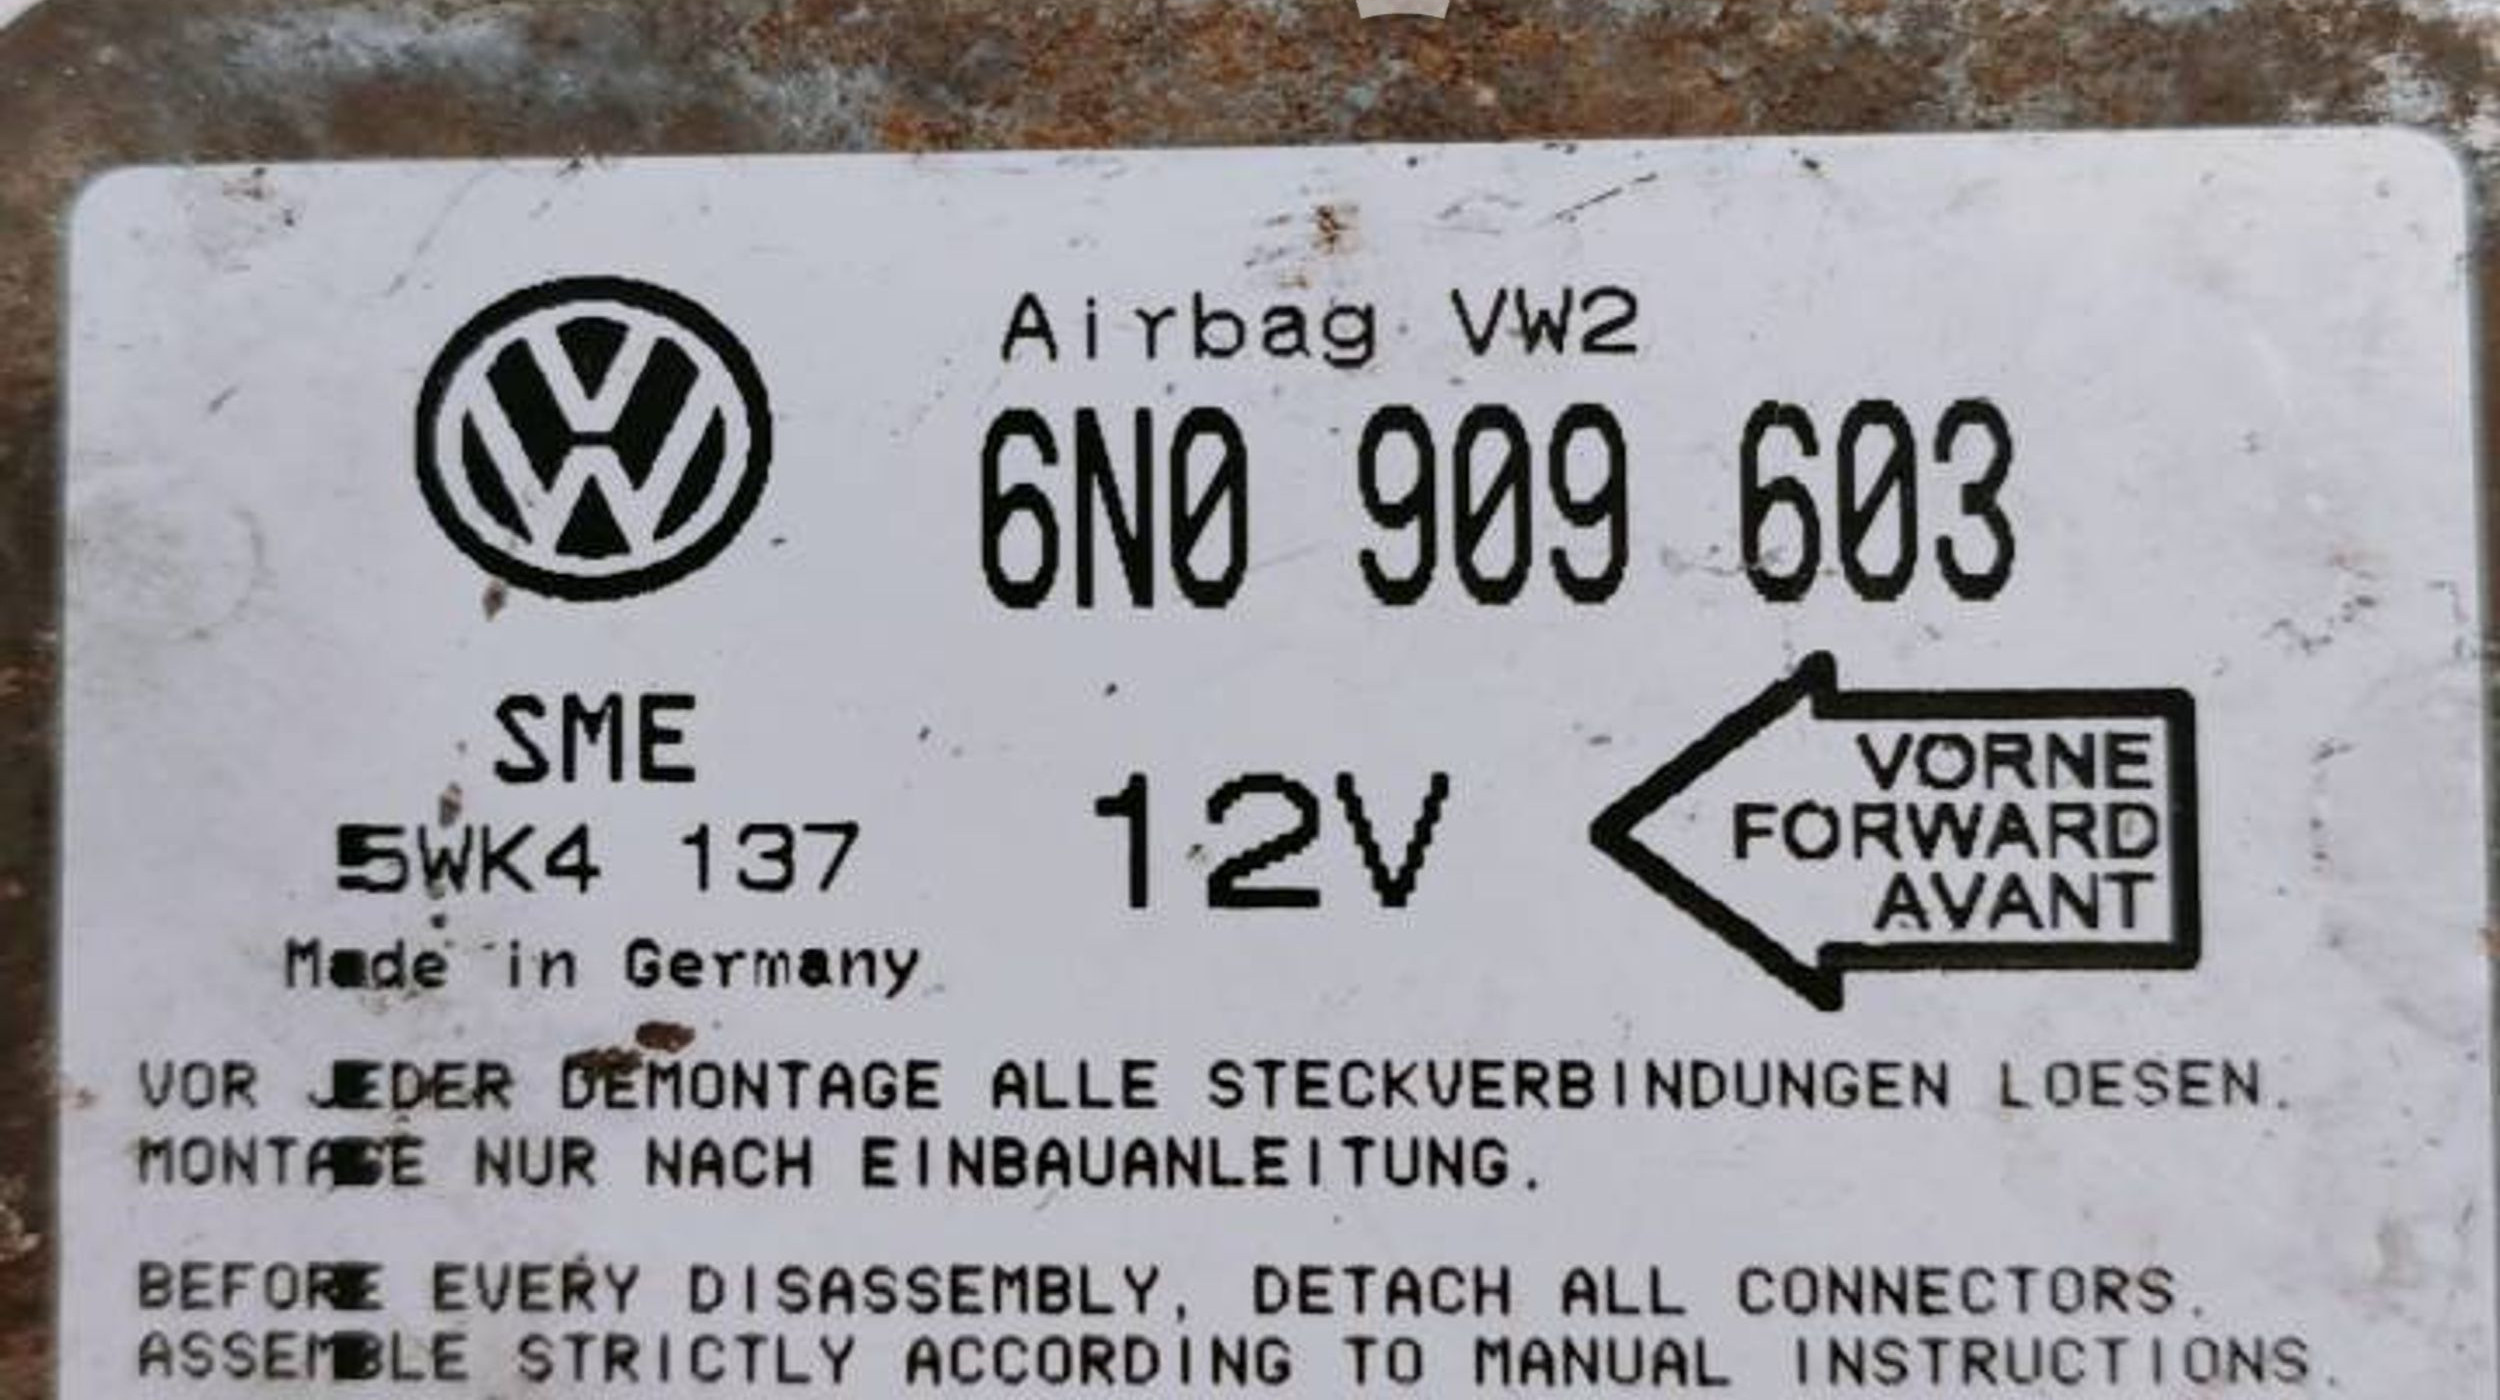 Airbag VW2
6N0 909 603
SME
5WK4 137
Made in Germany
12V
VORNE
FORWARD
AVANT
VOR JEDER DEMONTAGE ALLE STECKVERBINDUNGEN LOESEN.
MONTAGE NUR NACH EINBAUANLEITUNG.
BEFORE EVERY DISASSEMBLY, DETACH ALL CONNECTORS.
ASSEMBLE STRICTLY ACCORDING TO MANUAL INSTRUCTIONS.